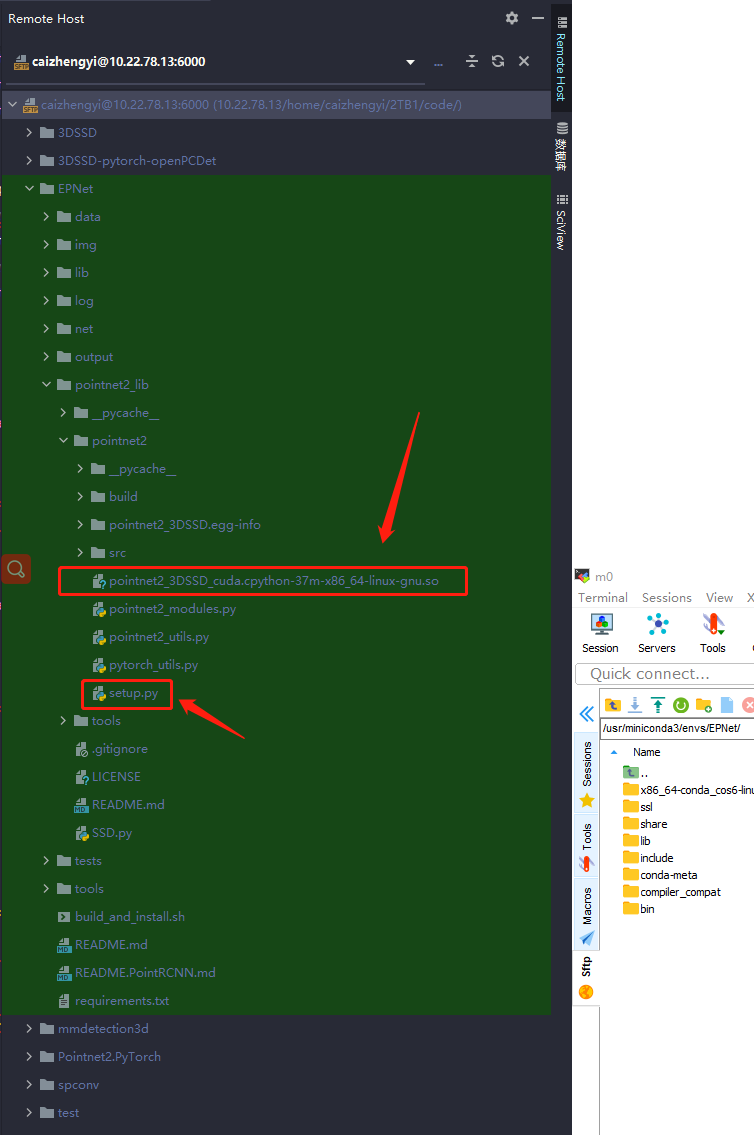 Remote Host
caizhengyi@10.22.78.13:6000
caizhengyi@10.22.78.13:6000 (10.22.78.13/home/caizhengyi/2TB1/code/)
3DSSD
3DSSD-pytorch-openPCDet
EPNet
data
img
lib
log
net
output
pointnet2_lib
__pycache__
pointnet2
__pycache__
build
pointnet2_3DSSD.egg-info
src
pointnet2_3DSSD_cuda.cpython-37m-x86_64-linux-gnu.so
pointnet2_modules.py
pointnet2_utils.py
pytorch_utils.py
setup.py
tools
.gitignore
LICENSE
README.md
SSD.py
tests
tools
build_and_install.sh
README.md
README.PointRCNN.md
requirements.txt
mmdetection3d
Pointnet2.PyTorch
spconv
test
Remote Host
数据库
SciView
m0
Terminal Sessions View X
Session Servers Tools
Quick connect...
/usr/miniconda3/envs/EPNet/
Name
..
x86_64-conda_cos6-linu
ssl
share
lib
include
conda-meta
compiler_compat
bin
Sessions
Tools
Macros
Sftp